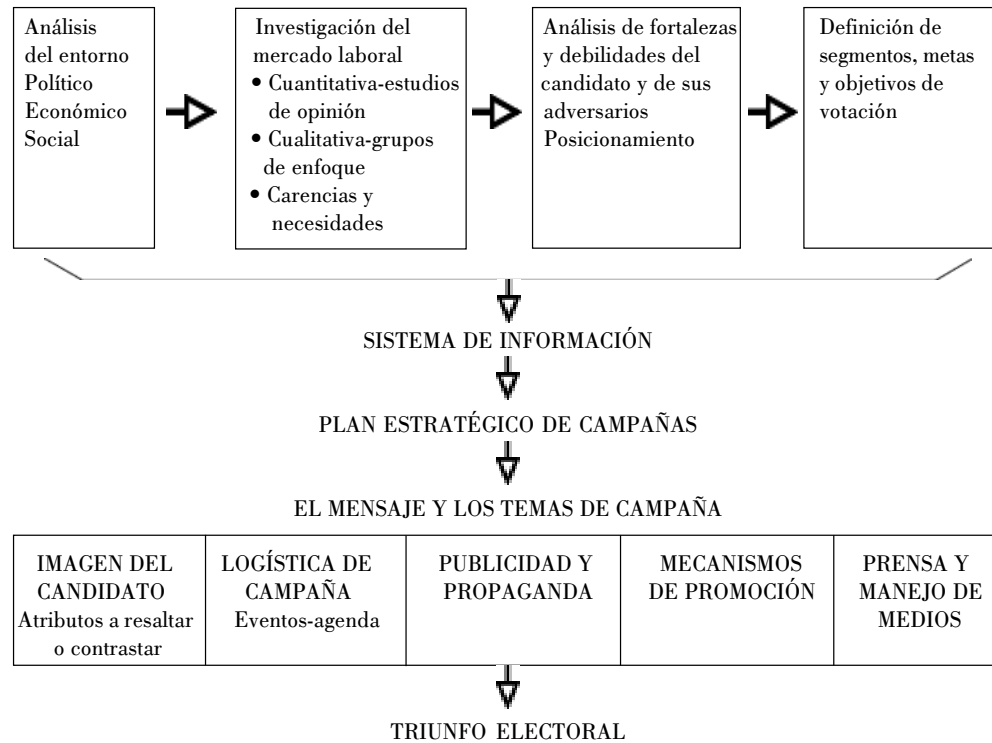 Análisis
del entorno
Político
Económico
Social
Investigación del
mercado laboral
• Cuantitativa-estudios
de opinión
• Cualitativa-grupos
de enfoque
• Carencias y
necesidades
Análisis de fortalezas
y debilidades del
candidato y de sus
adversarios
Posicionamiento
Definición de
segmentos, metas
y objetivos de
votación
SISTEMA DE INFORMACIÓN
PLAN ESTRATÉGICO DE CAMPAÑAS
EL MENSAJE Y LOS TEMAS DE CAMPAÑA
IMAGEN DEL
CANDIDATO
Atributos a resaltar
o contrastar
LOGÍSTICA DE
CAMPAÑA
Eventos-agenda
PUBLICIDAD Y
PROPAGANDA
MECANISMOS
DE PROMOCIÓN
PRENSA Y
MANEJO DE
MEDIOS
TRIUNFO ELECTORAL